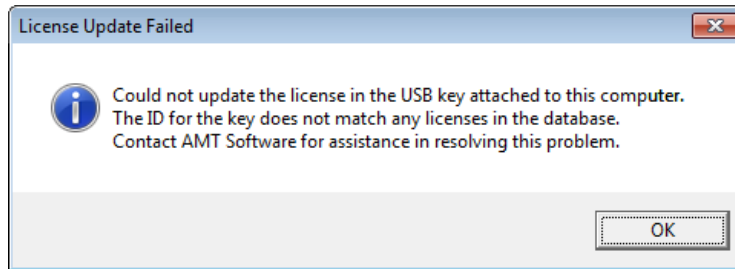 License Update Failed
Could not update the license in the USB key attached to this computer.
The ID for the key does not match any licenses in the database.
Contact AMT Software for assistance in resolving this problem.
OK